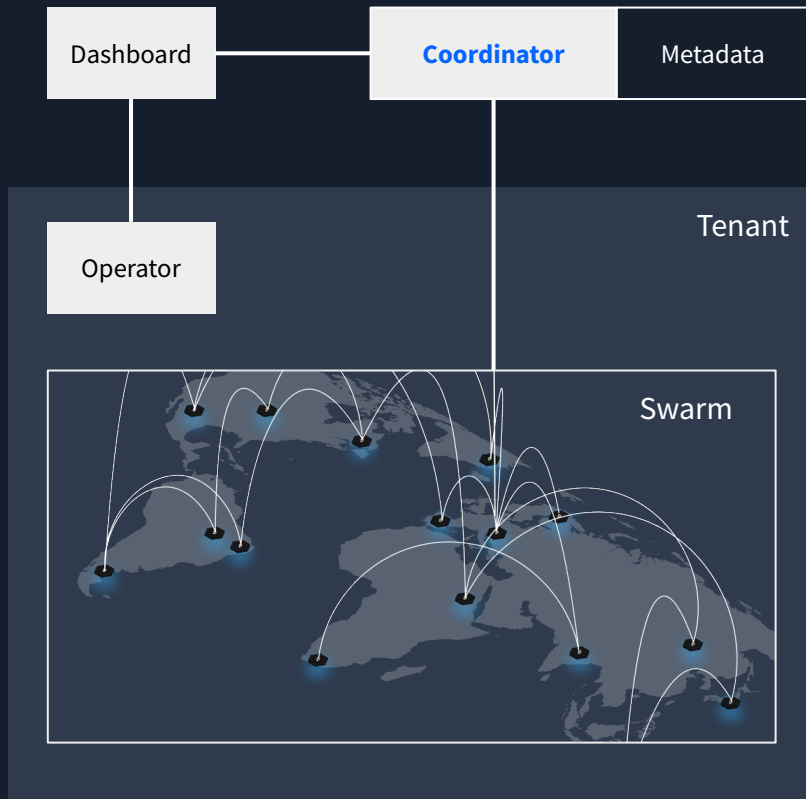 Dashboard
Coordinator
Metadata
Tenant
Operator
Swarm